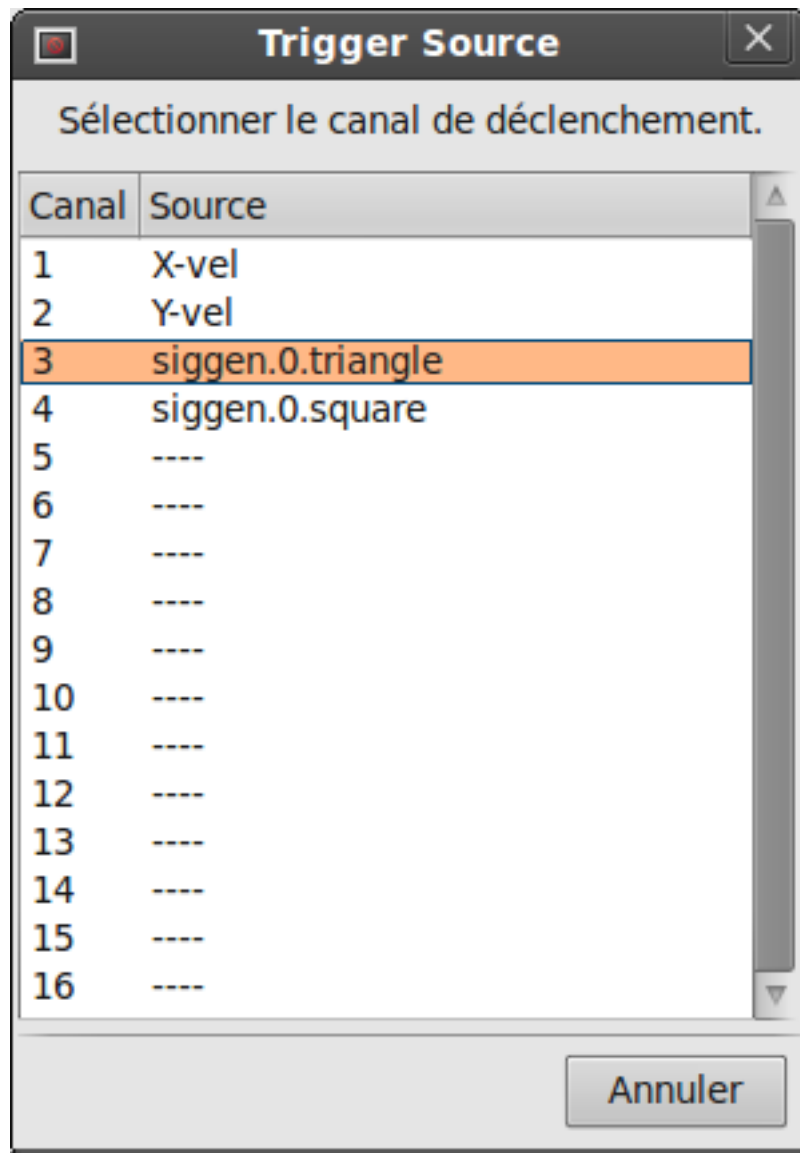 Trigger Source
Sélectionner le canal de déclenchement.
Canal Source
1 X-vel
2 Y-vel
3 siggen.0.triangle
4 siggen.0.square
5 ----
6 ----
7 ----
8 ----
9 ----
10 ----
11 ----
12 ----
13 ----
14 ----
15 ----
16 ----
Annuler